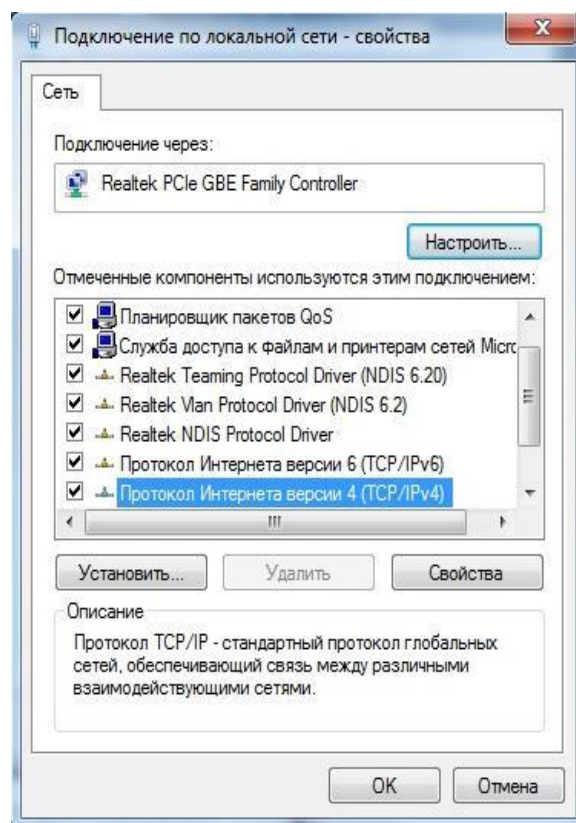 Подключение по локальной сети - свойства
Сеть
Подключение через:
Realtek PCIe GBE Family Controller
Настроить...
Отмеченные компоненты используются этим подключением:
Планировщик пакетов QoS
Служба доступа к файлам и принтерам сетей Micro
Realtek Teaming Protocol Driver (NDIS 6.20)
Realtek Vlan Protocol Driver (NDIS 6.2)
Realtek NDIS Protocol Driver
Протокол Интернета версии 6 (TCP/IPv6)
Протокол Интернета версии 4 (TCP/IPv4)
Установить...
Удалить
Свойства
Описание
Протокол TCP/IP - стандартный протокол глобальных
сетей, обеспечивающий связь между различными
взаимодействующими сетями.
OK
Отмена